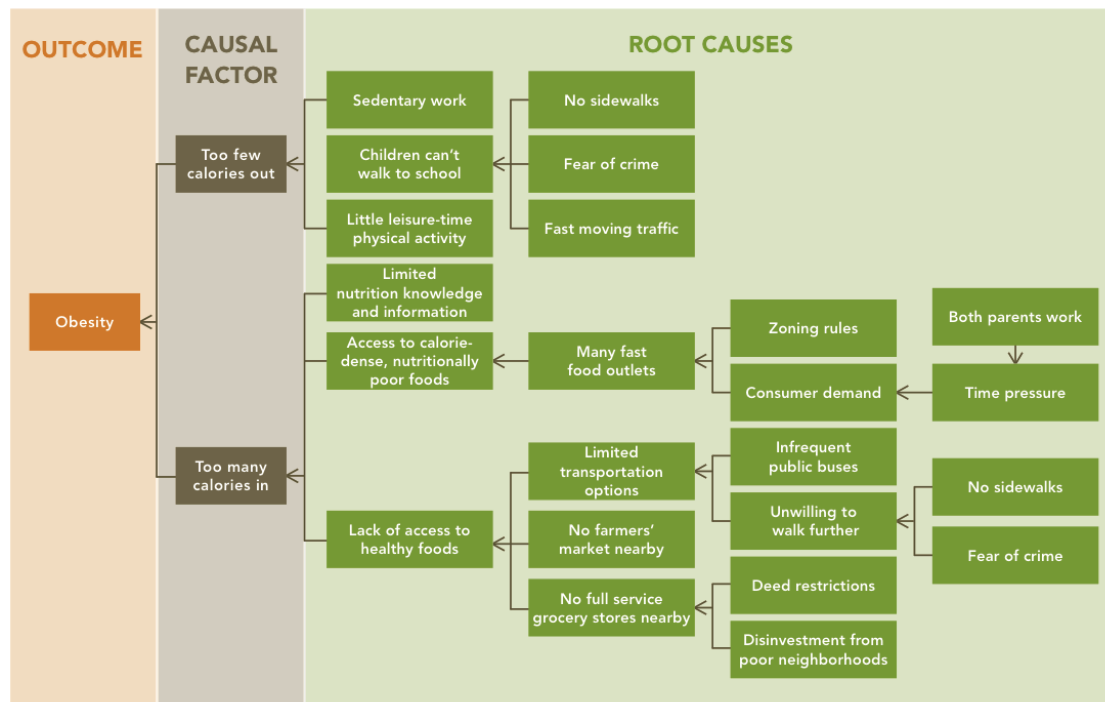 OUTCOME
CAUSAL
FACTOR
ROOT CAUSES
Obesity
Too few
calories out
Too many
calories in
Sedentary work
Children can't
walk to school
Little leisure-time
physical activity
No sidewalks
Fear of crime
Fast moving traffic
Limited
nutrition knowledge
and information
Access to calorie-
dense, nutritionally
poor foods
Many fast
food outlets
Zoning rules
Consumer demand
Both parents work
Time pressure
Lack of access to
healthy foods
Limited
transportation
options
No farmers'
market nearby
No full service
grocery stores nearby
Infrequent
public buses
Unwilling to
walk further
No sidewalks
Fear of crime
Deed restrictions
Disinvestment from
poor neighborhoods